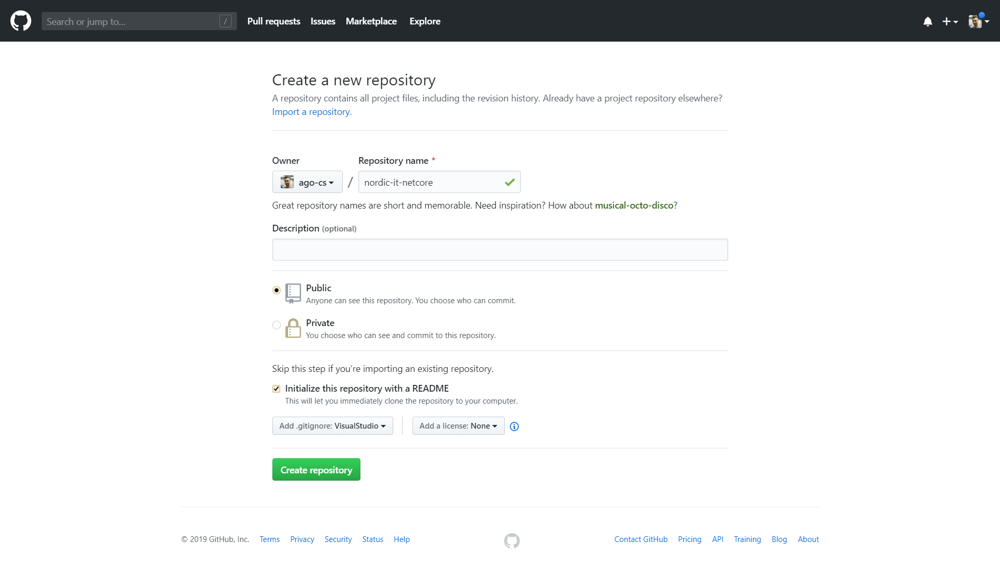 Search or jump to... /
Pull requests Issues Marketplace Explore
Create a new repository
A repository contains all project files, including the revision history. Already have a project repository elsewhere?
Import a repository.
Owner Repository name *
ago-cs / nordic-it-netcore
Great repository names are short and memorable. Need inspiration? How about musical-octo-disco?
Description (optional)
Public
Anyone can see this repository. You choose who can commit.
Private
You choose who can see and commit to this repository.
Skip this step if you’re importing an existing repository.
Initialize this repository with a README
This will let you immediately clone the repository to your computer.
Add .gitignore: VisualStudio Add a license: None
Create repository
© 2019 GitHub, Inc. Terms Privacy Security Status Help Contact GitHub Pricing API Training Blog About